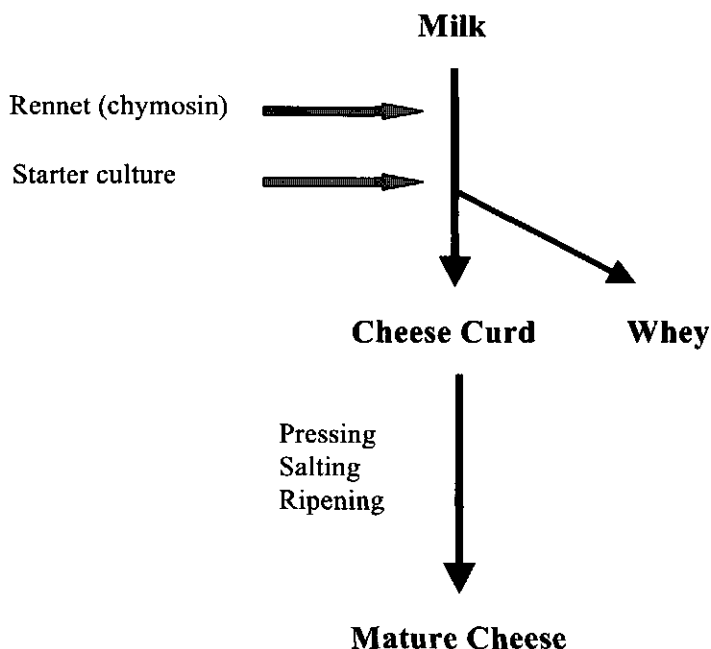 Milk
Rennet (chymosin)
Starter culture
Cheese Curd
Whey
Pressing
Salting
Ripening
Mature Cheese